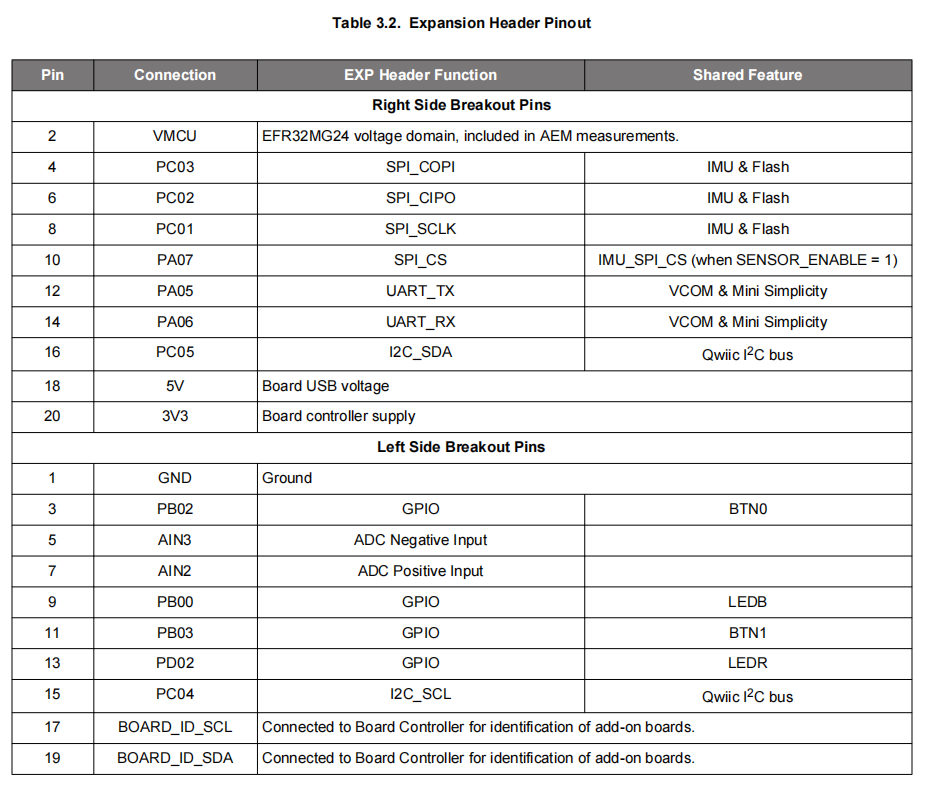 Table 3.2. Expansion Header Pinout
Pin Connection EXP Header Function Shared Feature
Right Side Breakout Pins
2 VMCU EFR32MG24 voltage domain, included in AEM measurements.
4 PC03 SPI_COPI IMU & Flash
6 PC02 SPI_CIPO IMU & Flash
8 PC01 SPI_SCLK IMU & Flash
10 PA07 SPI_CS IMU_SPI_CS (when SENSOR_ENABLE = 1)
12 PA05 UART_TX VCOM & Mini Simplicity
14 PA06 UART_RX VCOM & Mini Simplicity
16 PC05 I2C_SDA Qwiic I2C bus
18 5V Board USB voltage
20 3V3 Board controller supply
Left Side Breakout Pins
1 GND Ground
3 PB02 GPIO BTN0
5 AIN3 ADC Negative Input
7 AIN2 ADC Positive Input
9 PB00 GPIO LEDB
11 PB03 GPIO BTN1
13 PD02 GPIO LEDR
15 PC04 I2C_SCL Qwiic I2C bus
17 BOARD_ID_SCL Connected to Board Controller for identification of add-on boards.
19 BOARD_ID_SDA Connected to Board Controller for identification of add-on boards.